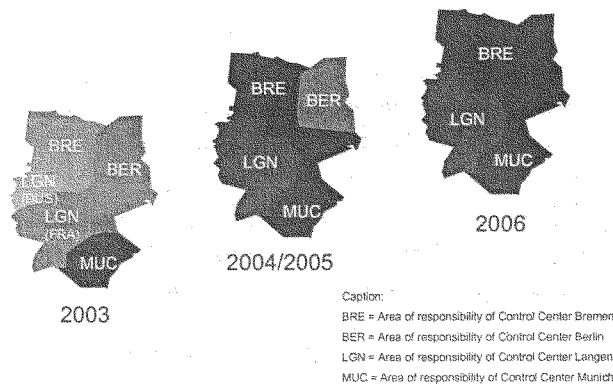 BRE
BER
LGN
(DUS)
LGN
(FRA)
MUC
2003
BRE
BER
LGN
MUC
2004/2005
BRE
LGN
MUC
2006
Caption:
BRE = Area of responsibility of Control Center Bremen
BER = Area of responsibility of Control Center Berlin
LGN = Area of responsibility of Control Center Langen
MUC = Area of responsibility of Control Center Munich